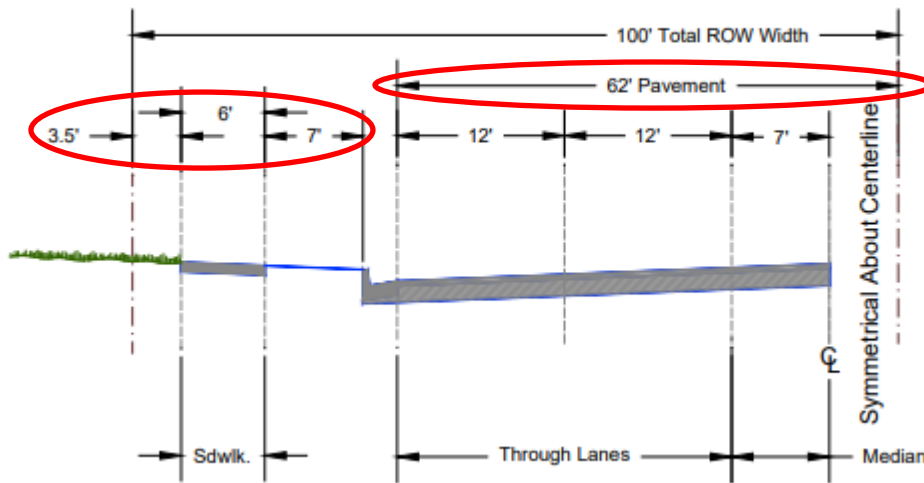 100' Total ROW Width
62' Pavement
6'
3.5'
7'
12'
12'
7'
Symmetrical About Centerline
℄
Sdwlk.
Through Lanes
Median